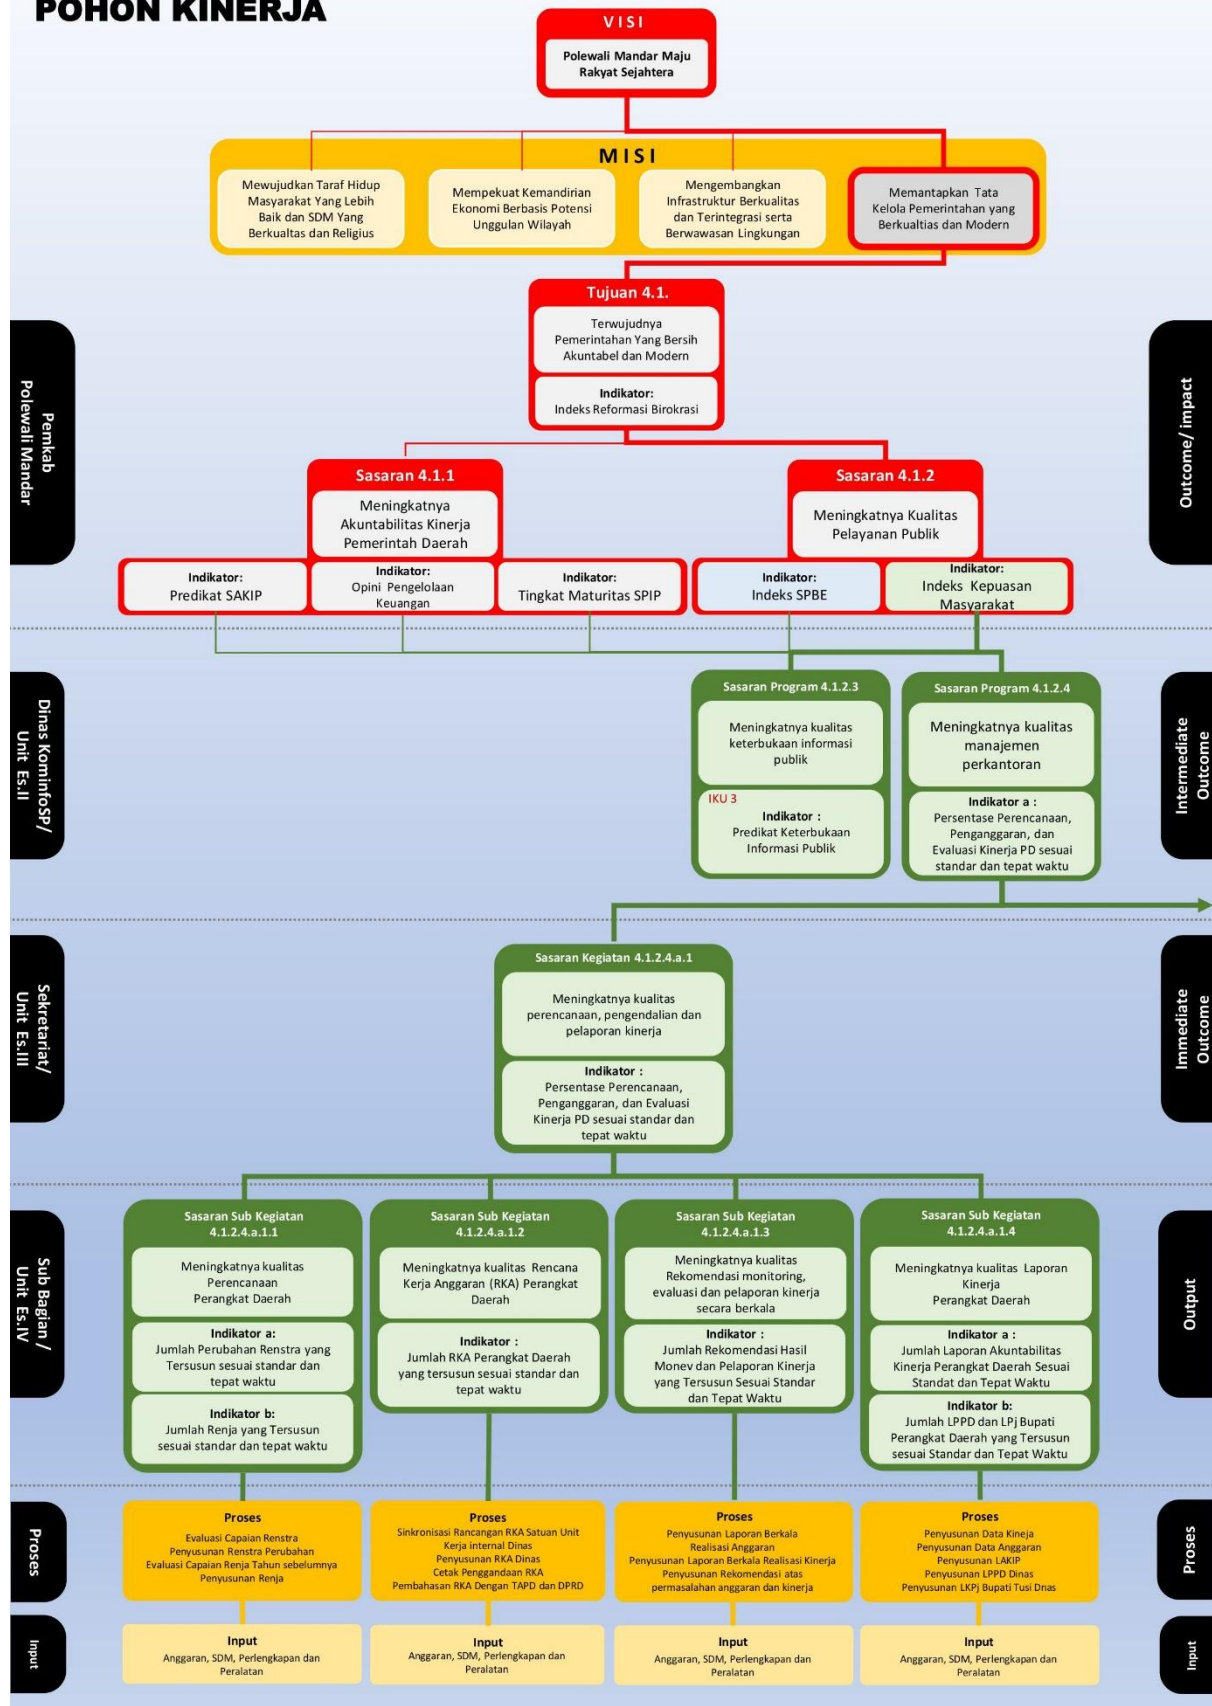 POHON KINERJA
VISI
Polewali Mandar Maju
Rakyat Sejahtera
MISI
Mewujudkan Taraf Hidup
Masyarakat Yang Lebih
Baik dan SDM Yang
Berkualtas dan Religius
Mempekuat Kemandirian
Ekonomi Berbasis Potensi
Unggulan Wilayah
Mengembangkan
Infrastruktur Berkualitas
dan Terintegrasi serta
Berwawasan Lingkungan
Memantapkan Tata
Kelola Pemerintahan yang
Berkualtias dan Modern
Tujuan 4.1.
Terwujudnya
Pemerintahan Yang Bersih
Akuntabel dan Modern
Indikator:
Indeks Reformasi Birokrasi
Pemkab
Polewali Mandar
Outcome/ impact
Sasaran 4.1.1
Meningkatnya
Akuntabilitas Kinerja
Pemerintah Daerah
Indikator:
Predikat SAKIP
Indikator:
Opini Pengelolaan
Keuangan
Indikator:
Tingkat Maturitas SPIP
Sasaran 4.1.2
Meningkatnya Kualitas
Pelayanan Publik
Indikator:
Indeks SPBE
Indikator:
Indeks Kepuasan
Masyarakat
Dinas KominfoSP/
Unit Es.II
Intermediate
Outcome
Sasaran Program 4.1.2.3
Meningkatnya kualitas
keterbukaan informasi
publik
IKU 3
Indikator :
Predikat Keterbukaan
Informasi Publik
Sasaran Program 4.1.2.4
Meningkatnya kualitas
manajemen
perkantoran
Indikator a :
Persentase Perencanaan,
Penganggaran, dan
Evaluasi Kinerja PD sesuai
standar dan tepat waktu
Sekretariat/
Unit Es.III
Immediate
Outcome
Sasaran Kegiatan 4.1.2.4.a.1
Meningkatnya kualitas
perencanaan, pengendalian dan
pelaporan kinerja
Indikator :
Persentase Perencanaan,
Penganggaran, dan Evaluasi
Kinerja PD sesuai standar dan
tepat waktu
Sub Bagian /
Unit Es.IV
Output
Sasaran Sub Kegiatan
4.1.2.4.a.1.1
Meningkatnya kualitas
Perencanaan
Perangkat Daerah
Indikator a:
Jumlah Perubahan Renstra yang
Tersusun sesuai standar dan
tepat waktu
Indikator b:
Jumlah Renja yang Tersusun
sesuai standar dan tepat waktu
Sasaran Sub Kegiatan
4.1.2.4.a.1.2
Meningkatnya kualitas Rencana
Kerja Anggaran (RKA) Perangkat
Daerah
Indikator :
Jumlah RKA Perangkat Daerah
yang tersusun sesuai standar dan
tepat waktu
Sasaran Sub Kegiatan
4.1.2.4.a.1.3
Meningkatnya kualitas
Rekomendasi monitoring,
evaluasi dan pelaporan kinerja
secara berkala
Indikator :
Jumlah Rekomendasi Hasil
Monev dan Pelaporan Kinerja
yang Tersusun Sesuai Standar
dan Tepat Waktu
Sasaran Sub Kegiatan
4.1.2.4.a.1.4
Meningkatnya kualitas Laporan
Kinerja
Perangkat Daerah
Indikator a :
Jumlah Laporan Akuntabilitas
Kinerja Perangkat Daerah Sesuai
Standat dan Tepat Waktu
Indikator b:
Jumlah LPPD dan LPj Bupati
Perangkat Daerah yang Tersusun
sesuai Standar dan Tepat Waktu
Proses
Proses
Proses
Evaluasi Capaian Renstra
Penyusunan Renstra Perubahan
Evaluasi Capaian Renja Tahun sebelumnya
Penyusunan Renja
Proses
Sinkronisasi Rancangan RKA Satuan Unit
Kerja internal Dinas
Penyusunan RKA Dinas
Cetak Penggandaan RKA
Pembahasan RKA Dengan TAPD dan DPRD
Proses
Penyusunan Laporan Berkala
Realisasi Anggaran
Penyusunan Laporan Berkala Realisasi Kinerja
Penyusunan Rekomendasi atas
permasalahan anggaran dan kinerja
Proses
Penyusunan Data Kineja
Penyusunan Data Anggaran
Penyusunan LAKIP
Penyusunan LPPD Dinas
Penyusunan LKPj Bupati Tusi Dnas
Input
Input
Input
Anggaran, SDM, Perlengkapan dan
Peralatan
Input
Anggaran, SDM, Perlengkapan dan
Peralatan
Input
Anggaran, SDM, Perlengkapan dan
Peralatan
Input
Anggaran, SDM, Perlengkapan dan
Peralatan